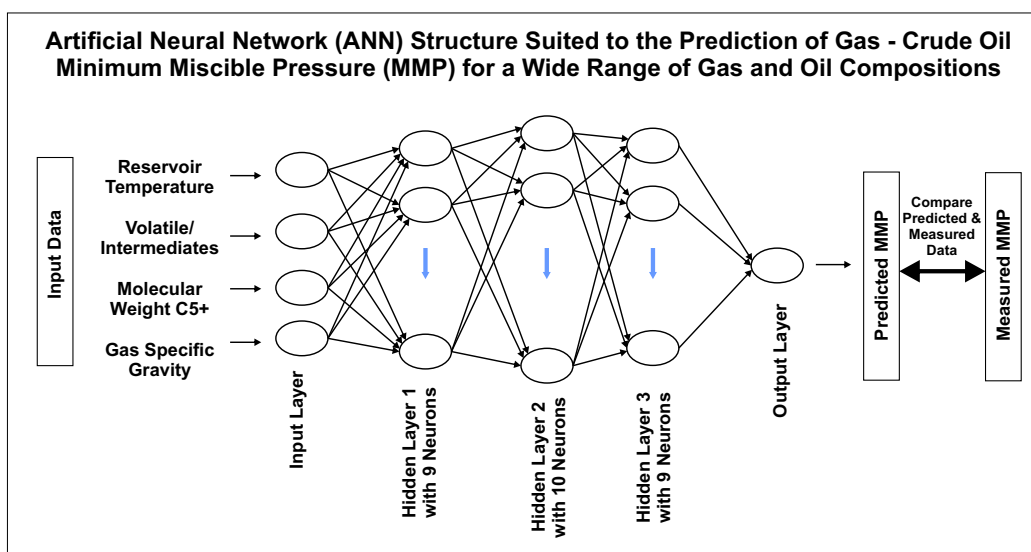 Artificial Neural Network (ANN) Structure Suited to the Prediction of Gas - Crude Oil
Minimum Miscible Pressure (MMP) for a Wide Range of Gas and Oil Compositions
Input Data
Reservoir
Temperature
Volatile/
Intermediates
Molecular
Weight C5+
Gas Specific
Gravity
Input Layer
Hidden Layer 1
with 9 Neurons
Hidden Layer 2
with 10 Neurons
Hidden Layer 3
with 9 Neurons
Output Layer
Predicted MMP
Compare
Predicted &
Measured
Data
Measured MMP